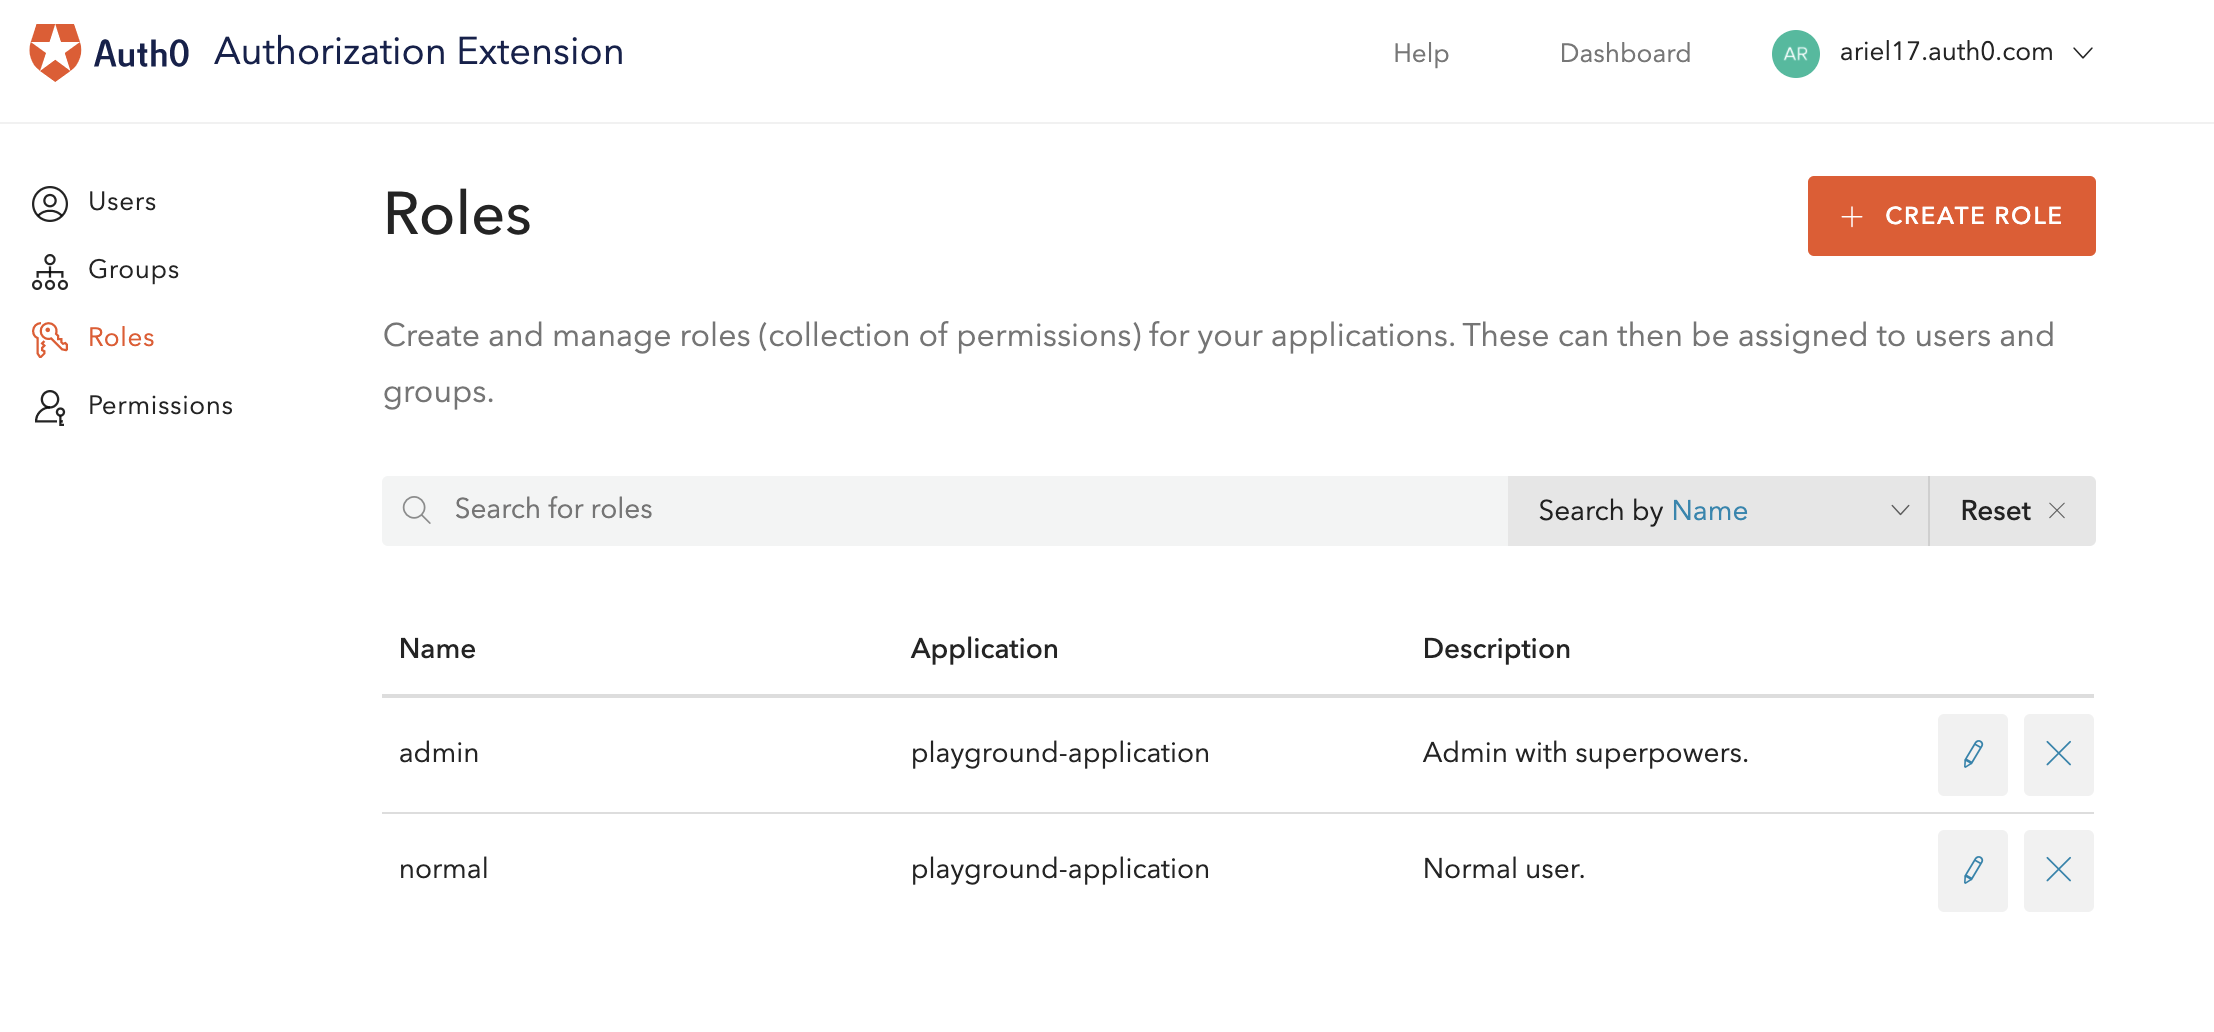 Auth0 Authorization Extension
Help
Dashboard
AR
ariel17.auth0.com
Users
Groups
Roles
Permissions
Roles
CREATE ROLE
Create and manage roles (collection of permissions) for your applications. These can then be assigned to users and
groups.
Search for roles
Search by Name
Reset
Name Application Description
admin playground-application Admin with superpowers.
normal playground-application Normal user.